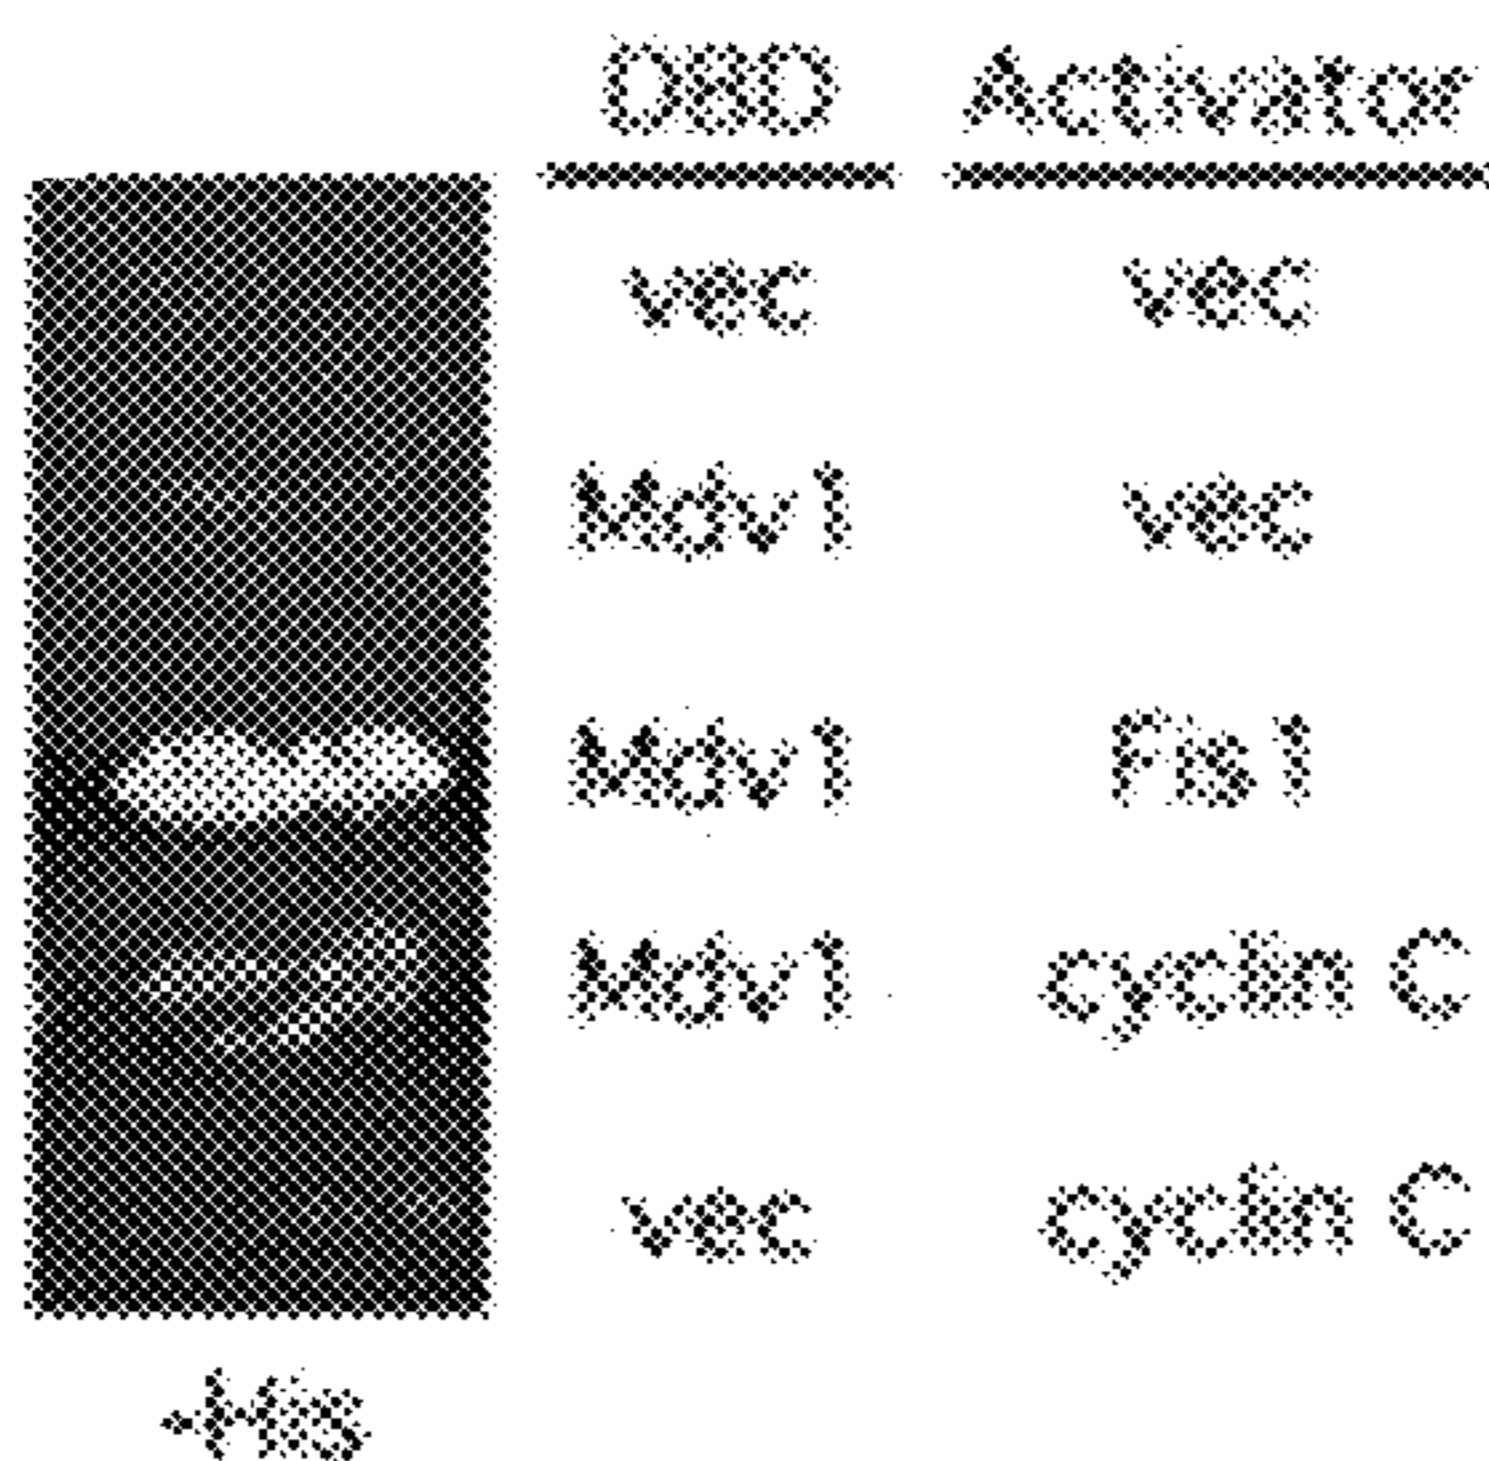 DBD Activator
vec vec
Mdv1 vec
Mdv1 Fis1
Mdv1 cyclin C
vec cyclin C
-His